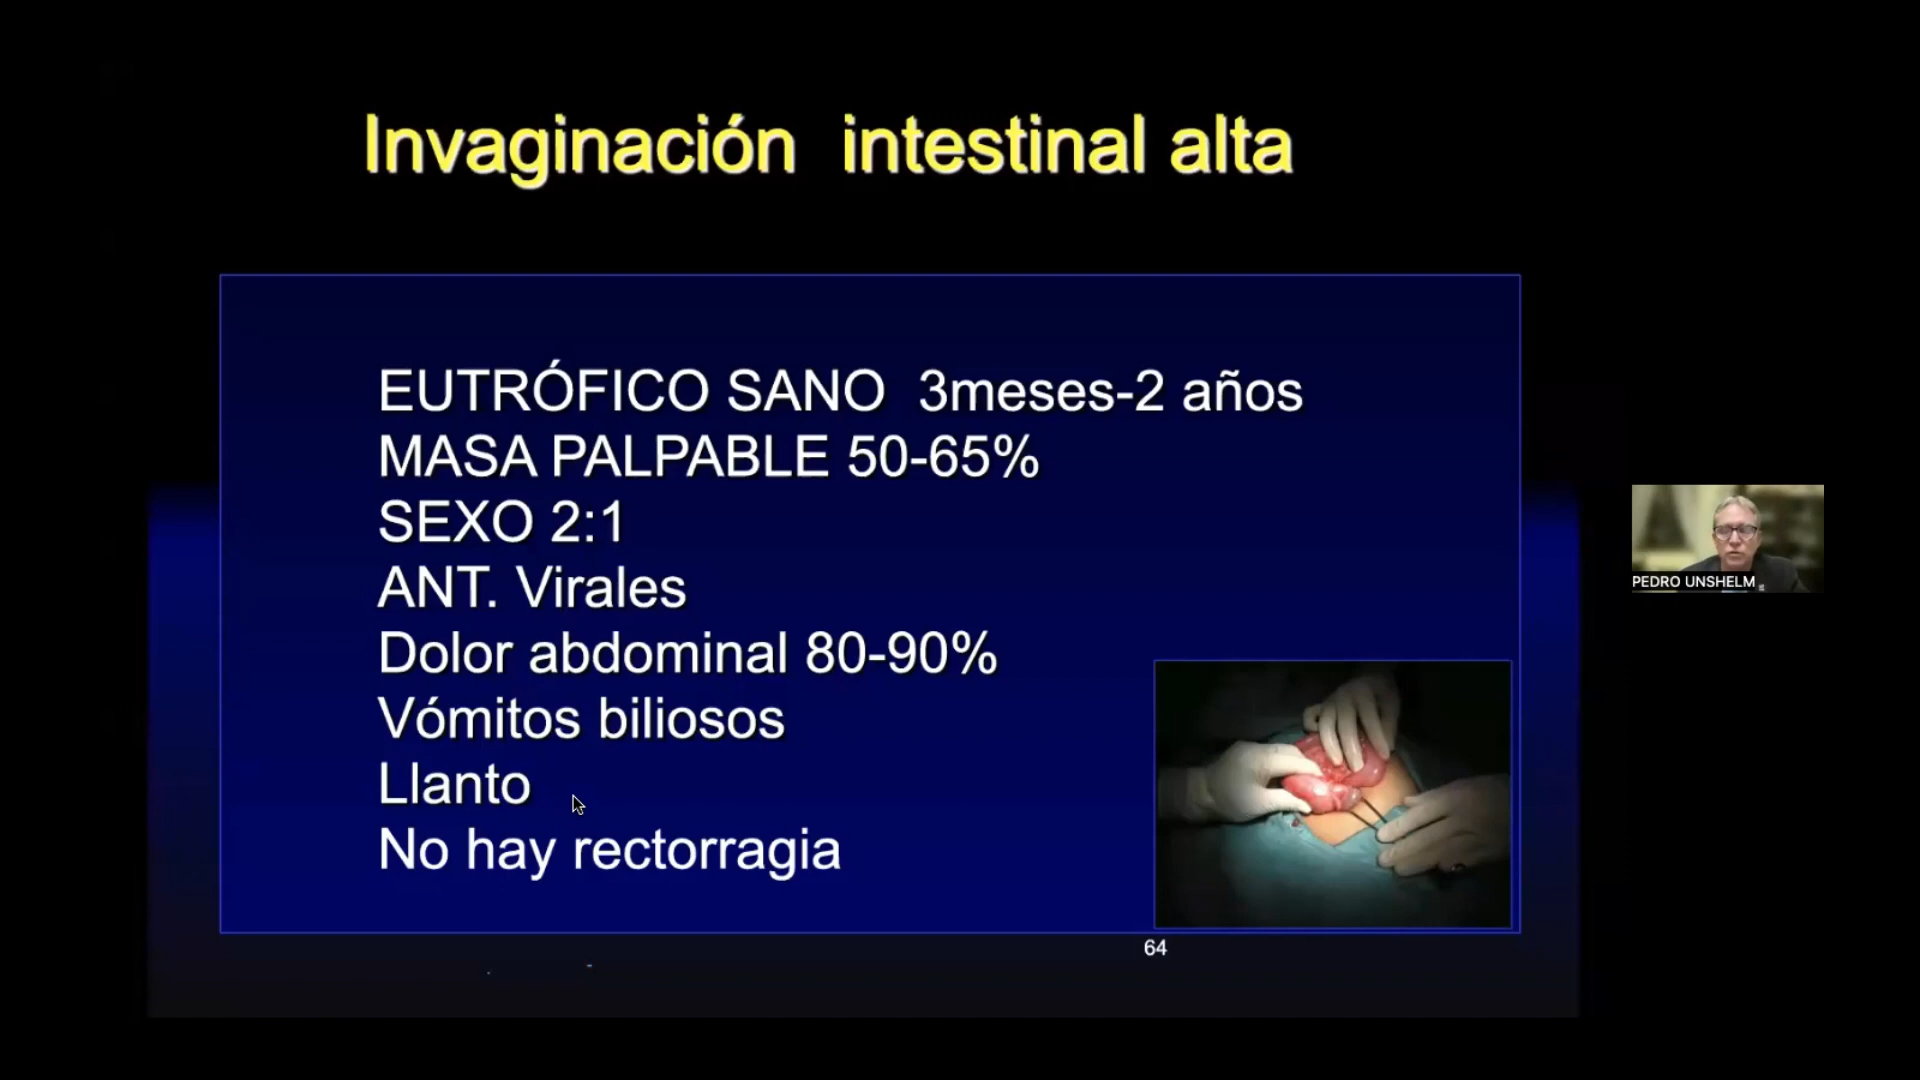 Invaginación intestinal alta
EUTRÓFICO SANO 3meses-2 años
MASA PALPABLE 50-65%
SEXO 2:1
ANT. Virales
Dolor abdominal 80-90%
Vómitos biliosos
Llanto
No hay rectorragia
64
PEDRO UNSHELM